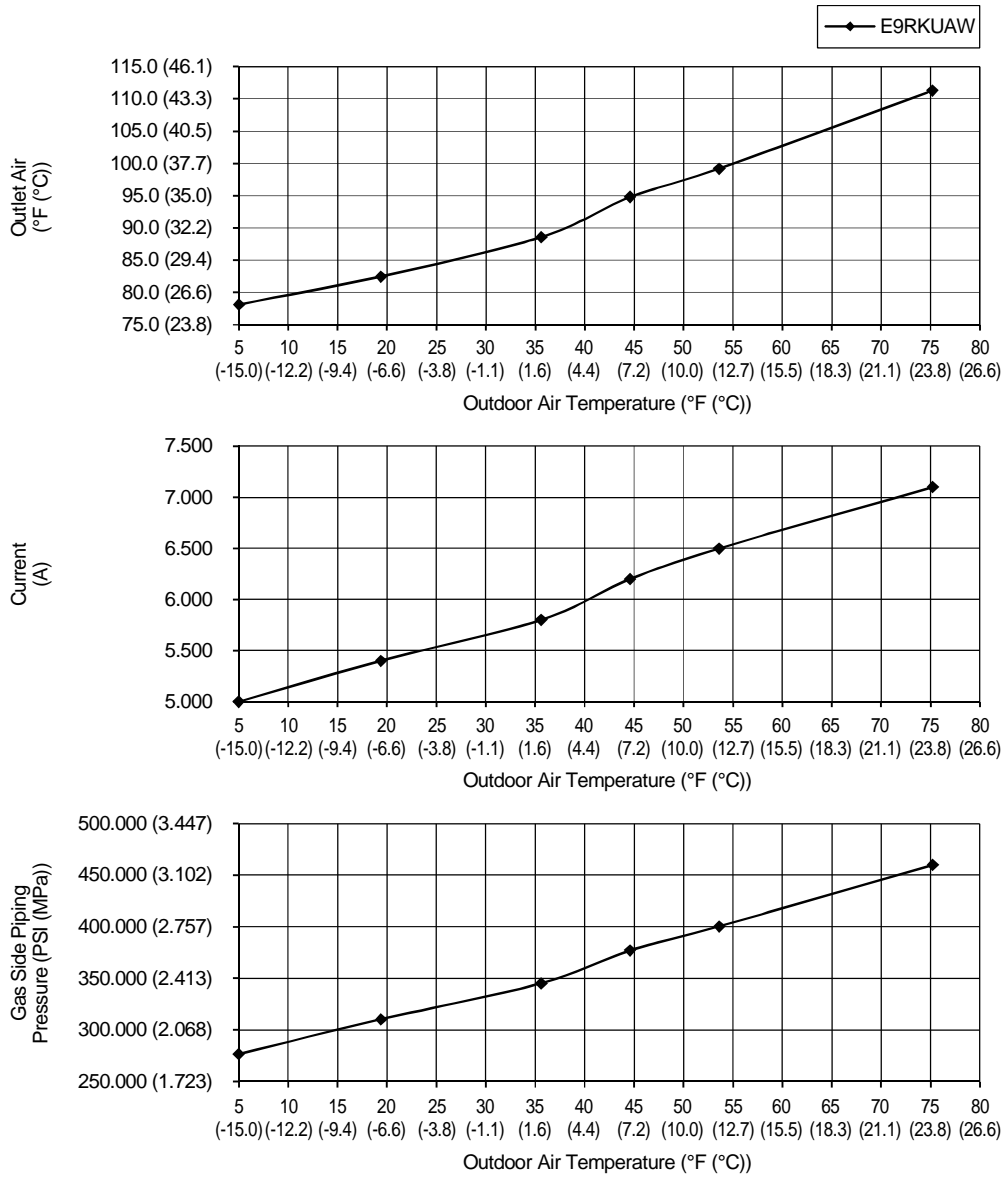 E9RKUAW
115.0 (46.1)
110.0 (43.3)
105.0 (40.5)
100.0 (37.7)
95.0 (35.0)
90.0 (32.2)
85.0 (29.4)
80.0 (26.6)
75.0 (23.8)
Outlet Air
(°F (°C))
5 10 15 20 25 30 35 40 45 50 55 60 65 70 75 80
(-15.0) (-12.2) (-9.4) (-6.6) (-3.8) (-1.1) (1.6) (4.4) (7.2) (10.0) (12.7) (15.5) (18.3) (21.1) (23.8) (26.6)
Outdoor Air Temperature (°F (°C))
7.500
7.000
6.500
6.000
5.500
5.000
Current
(A)
5 10 15 20 25 30 35 40 45 50 55 60 65 70 75 80
(-15.0) (-12.2) (-9.4) (-6.6) (-3.8) (-1.1) (1.6) (4.4) (7.2) (10.0) (12.7) (15.5) (18.3) (21.1) (23.8) (26.6)
Outdoor Air Temperature (°F (°C))
500.000 (3.447)
450.000 (3.102)
400.000 (2.757)
350.000 (2.413)
300.000 (2.068)
250.000 (1.723)
Gas Side Piping
Pressure (PSI (MPa))
5 10 15 20 25 30 35 40 45 50 55 60 65 70 75 80
(-15.0) (-12.2) (-9.4) (-6.6) (-3.8) (-1.1) (1.6) (4.4) (7.2) (10.0) (12.7) (15.5) (18.3) (21.1) (23.8) (26.6)
Outdoor Air Temperature (°F (°C))